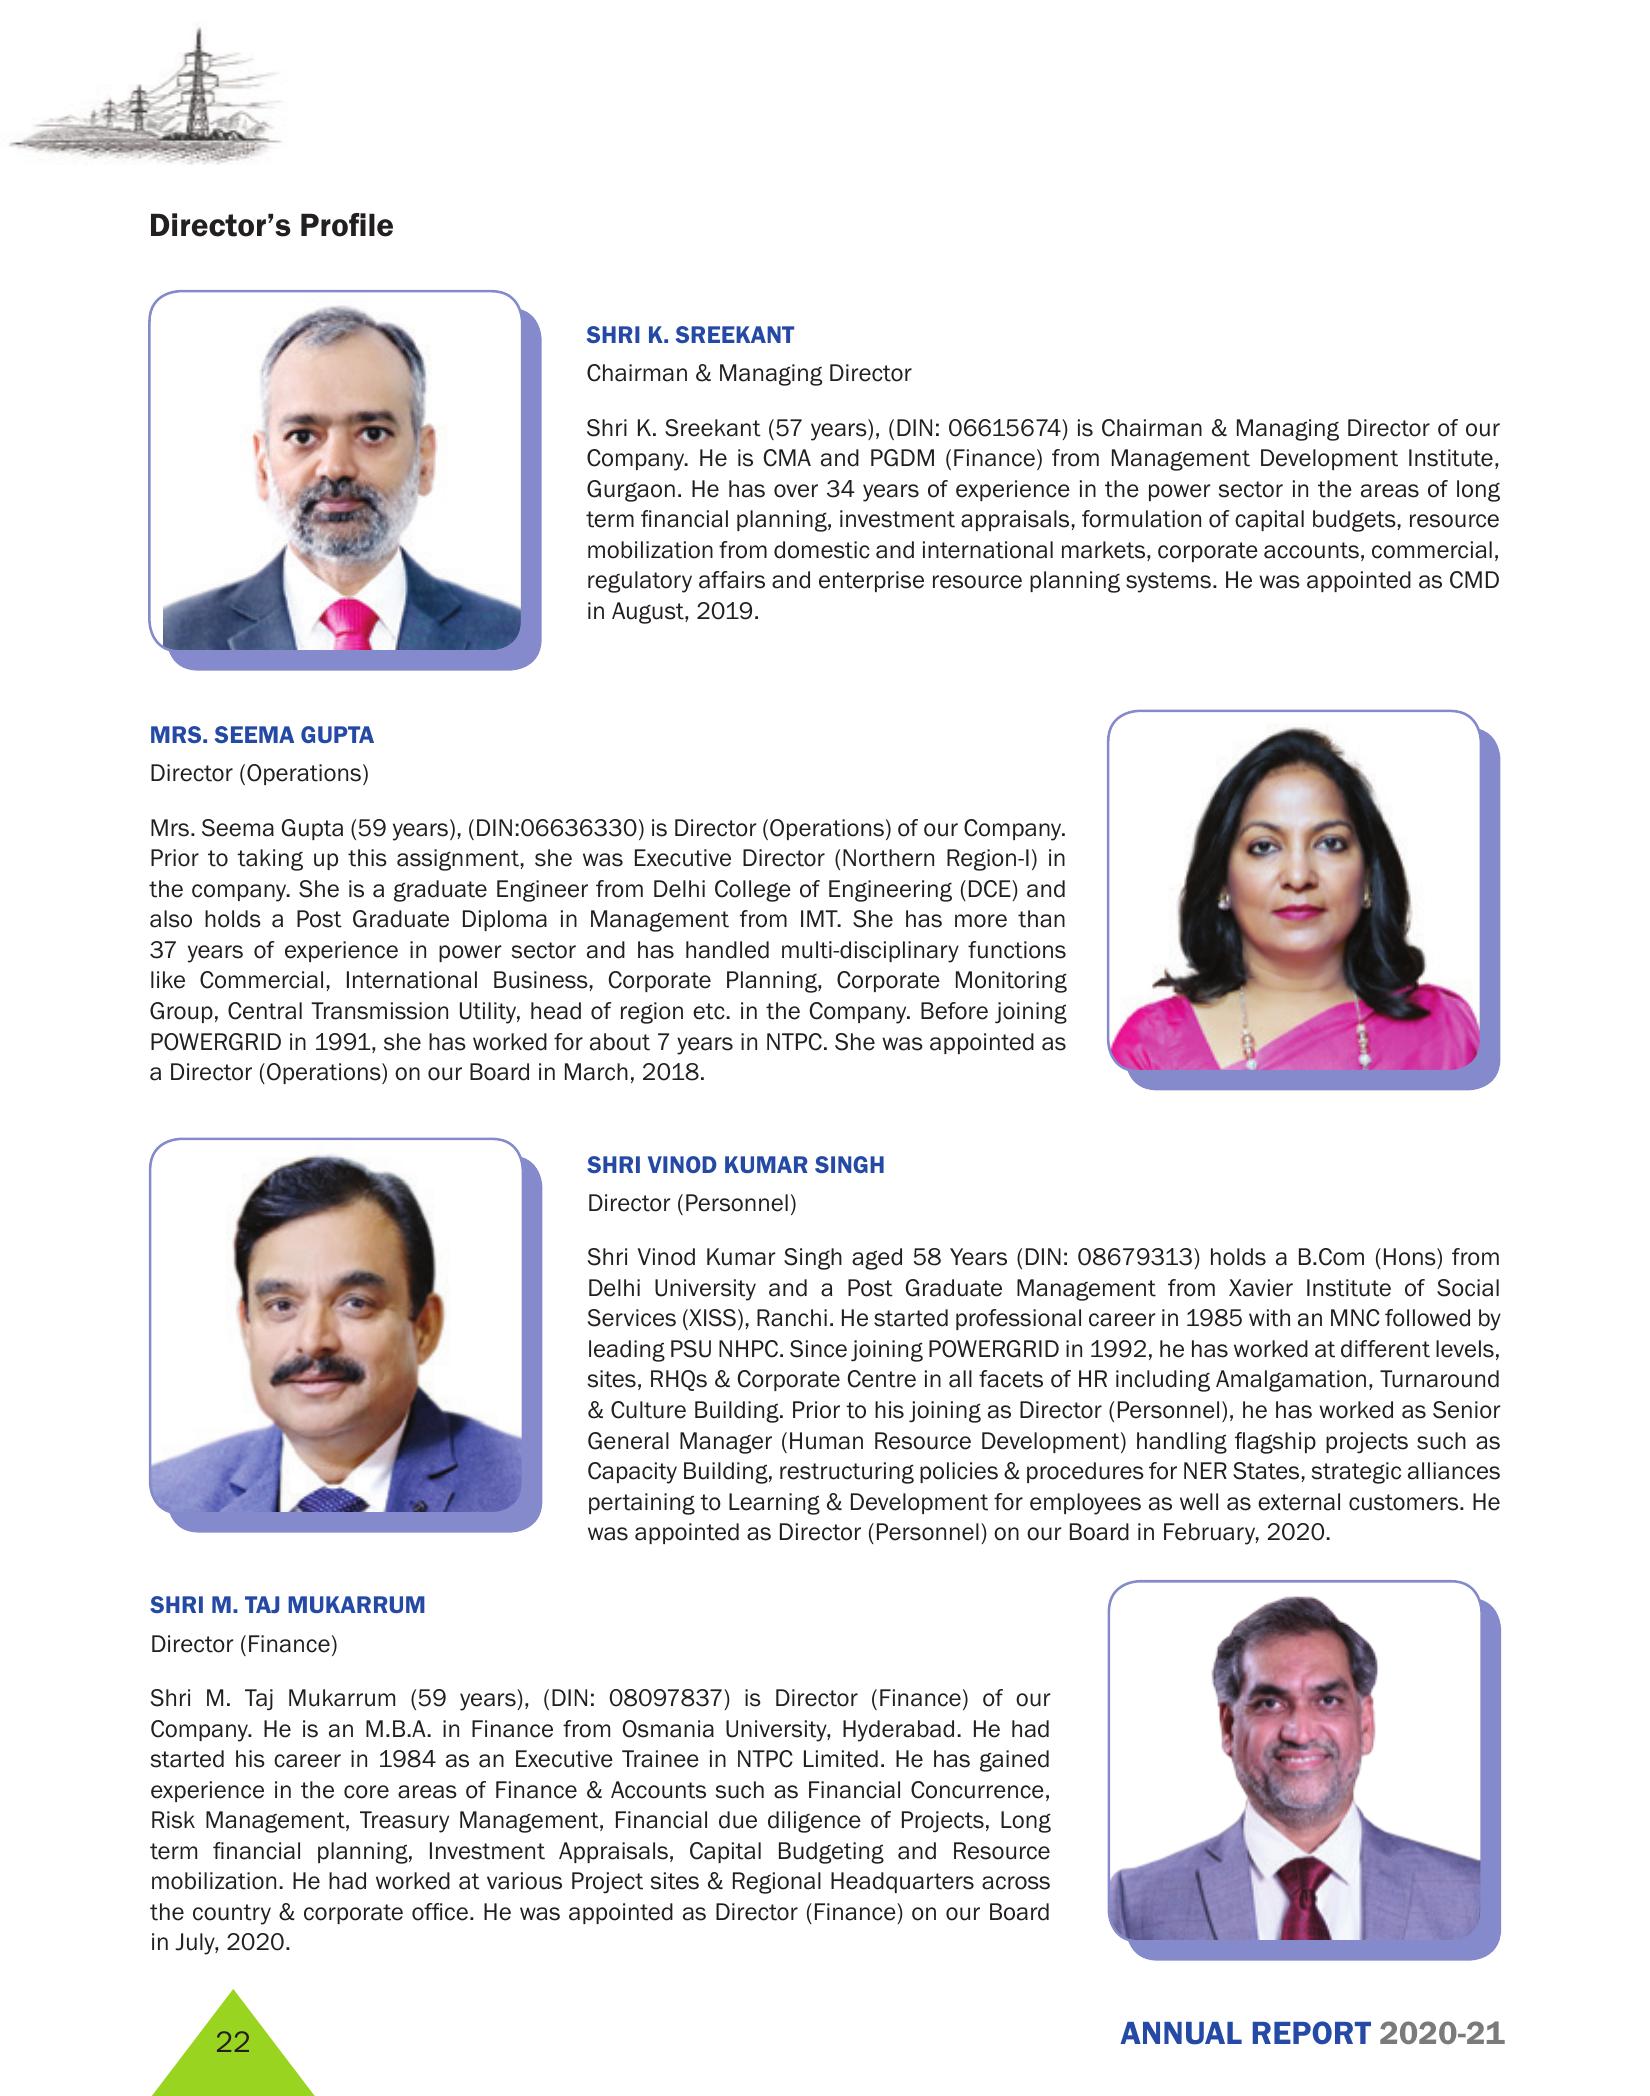 Director’s Profile
SHRI K. SREEKANT
Chairman & Managing Director
Shri K. Sreekant (57 years), (DIN: 06615674) is Chairman & Managing Director of our
Company. He is CMA and PGDM (Finance) from Management Development Institute,
Gurgaon. He has over 34 years of experience in the power sector in the areas of long
term financial planning, investment appraisals, formulation of capital budgets, resource
mobilization from domestic and international markets, corporate accounts, commercial,
regulatory affairs and enterprise resource planning systems. He was appointed as CMD
in August, 2019.
MRS. SEEMA GUPTA
Director (Operations)
Mrs. Seema Gupta (59 years), (DIN:06636330) is Director (Operations) of our Company.
Prior to taking up this assignment, she was Executive Director (Northern Region-I) in
the company. She is a graduate Engineer from Delhi College of Engineering (DCE) and
also holds a Post Graduate Diploma in Management from IMT. She has more than
37 years of experience in power sector and has handled multi-disciplinary functions
like Commercial, International Business, Corporate Planning, Corporate Monitoring
Group, Central Transmission Utility, head of region etc. in the Company. Before joining
POWERGRID in 1991, she has worked for about 7 years in NTPC. She was appointed as
a Director (Operations) on our Board in March, 2018.
SHRI VINOD KUMAR SINGH
Director (Personnel)
Shri Vinod Kumar Singh aged 58 Years (DIN: 08679313) holds a B.Com (Hons) from
Delhi University and a Post Graduate Management from Xavier Institute of Social
Services (XISS), Ranchi. He started professional career in 1985 with an MNC followed by
leading PSU NHPC. Since joining POWERGRID in 1992, he has worked at different levels,
sites, RHQs & Corporate Centre in all facets of HR including Amalgamation, Turnaround
& Culture Building. Prior to his joining as Director (Personnel), he has worked as Senior
General Manager (Human Resource Development) handling flagship projects such as
Capacity Building, restructuring policies & procedures for NER States, strategic alliances
pertaining to Learning & Development for employees as well as external customers. He
was appointed as Director (Personnel) on our Board in February, 2020.
SHRI M. TAJ MUKARRUM
Director (Finance)
Shri M. Taj Mukarrum (59 years), (DIN: 08097837) is Director (Finance) of our
Company. He is an M.B.A. in Finance from Osmania University, Hyderabad. He had
started his career in 1984 as an Executive Trainee in NTPC Limited. He has gained
experience in the core areas of Finance & Accounts such as Financial Concurrence,
Risk Management, Treasury Management, Financial due diligence of Projects, Long
term financial planning, Investment Appraisals, Capital Budgeting and Resource
mobilization. He had worked at various Project sites & Regional Headquarters across
the country & corporate office. He was appointed as Director (Finance) on our Board
in July, 2020.
22
ANNUAL REPORT 2020-21